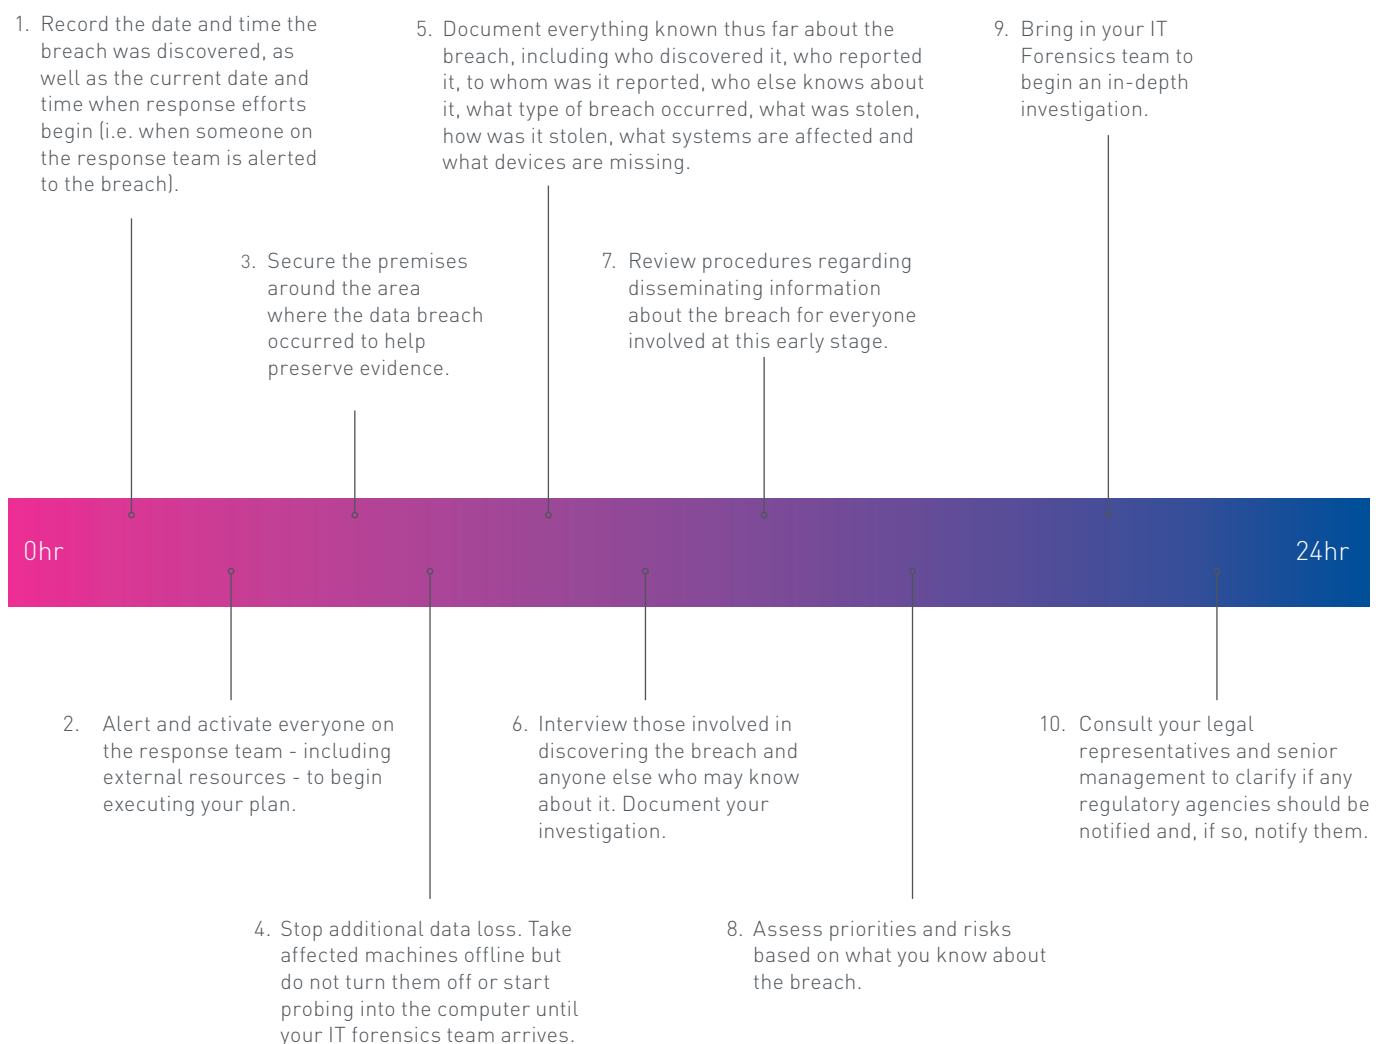 1. Record the date and time the
breach was discovered, as
well as the current date and
time when response efforts
begin (i.e. when someone on
the response team is alerted
to the breach).
5. Document everything known thus far about the
breach, including who discovered it, who reported
it, to whom was it reported, who else knows about
it, what type of breach occurred, what was stolen,
how was it stolen, what systems are affected and
what devices are missing.
9. Bring in your IT
Forensics team to
begin an in-depth
investigation.
3. Secure the premises
around the area
where the data breach
occurred to help
preserve evidence.
7. Review procedures regarding
disseminating information
about the breach for everyone
involved at this early stage.
0hr
24hr
2. Alert and activate everyone on
the response team - including
external resources - to begin
executing your plan.
6. Interview those involved in
discovering the breach and
anyone else who may know
about it. Document your
investigation.
10. Consult your legal
representatives and senior
management to clarify if any
regulatory agencies should be
notified and, if so, notify them.
4. Stop additional data loss. Take
affected machines offline but
do not turn them off or start
probing into the computer until
your IT forensics team arrives.
8. Assess priorities and risks
based on what you know about
the breach.